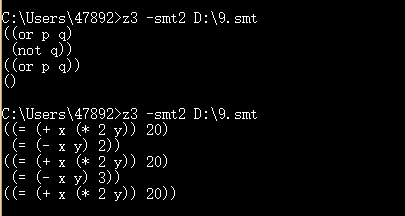 C:\Users\47892>z3 -smt2 D:\9.smt
((or p q)
 (not q))
((or p q))
()
C:\Users\47892>z3 -smt2 D:\9.smt
((= (+ x (* 2 y)) 20)
 (= (- x y) 2))
((= (+ x (* 2 y)) 20)
 (= (- x y) 3))
((= (+ x (* 2 y)) 20))